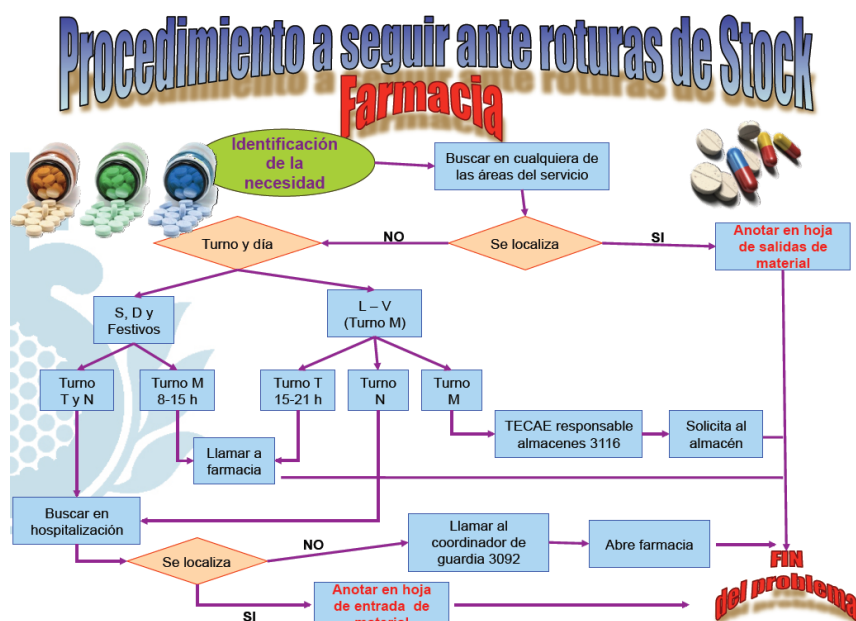 Procedimiento a seguir ante roturas de Stock
Farmacia
Identificación
de la
necesidad
Buscar en cualquiera de
las áreas del servicio
Se localiza
NO
SI
Turno y día
Anotar en hoja
de salidas de
material
S, D y
Festivos
L – V
(Turno M)
Turno
T y N
Turno M
8-15 h
Turno T
15-21 h
Turno
N
Turno
M
TECAE responsable
almacenes 3116
Solicita al
almacén
Llamar a
farmacia
Buscar en
hospitalización
Se localiza
NO
Llamar al
coordinador de
guardia 3092
Abre farmacia
SI
Anotar en hoja
de entrada de
material
FIN
del problema